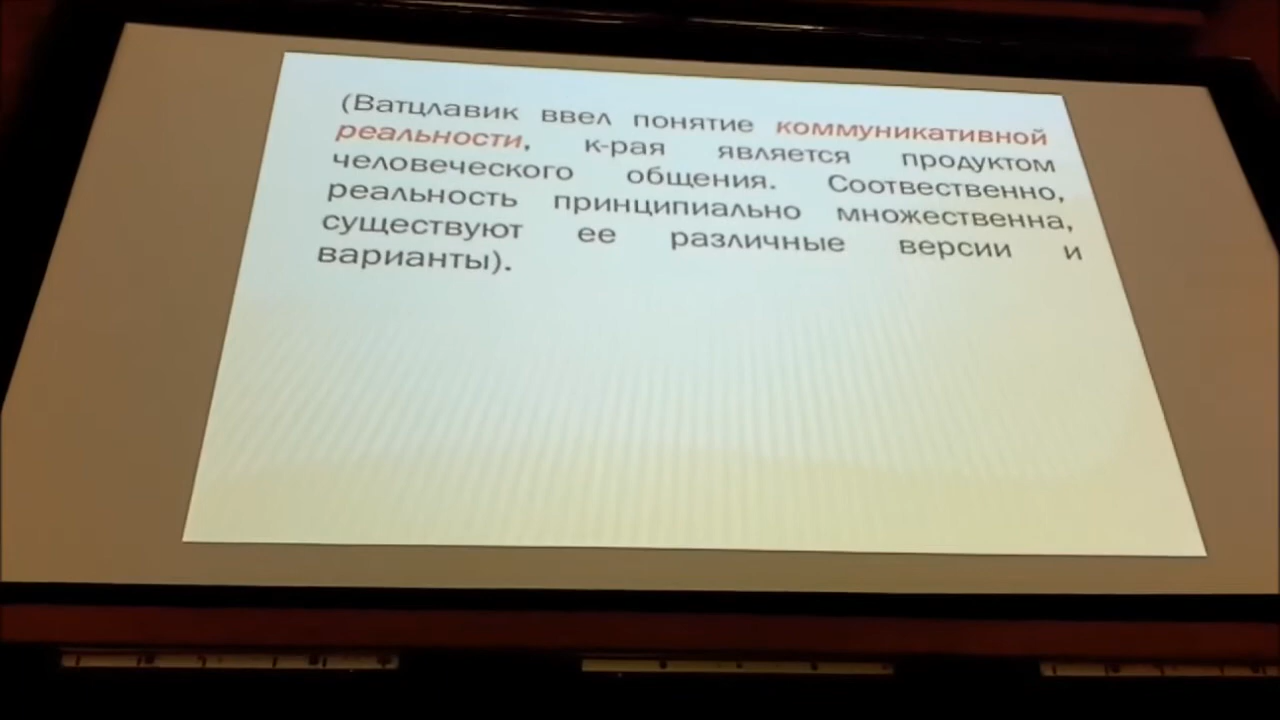 (Ватцлавик ввел понятие коммуникативной
реальности, к-рая является продуктом
человеческого общения. Соотвественно,
реальность принципиально множественна,
существуют ее различные версии и
варианты).